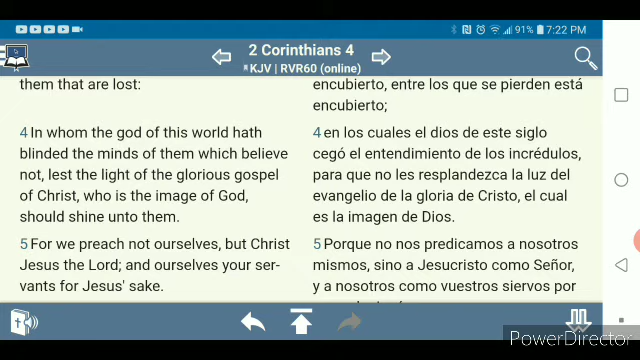 91% 7:22 PM
2 Corinthians 4
KJV | RVR60 (online)
them that are lost:
4 In whom the god of this world hath
blinded the minds of them which believe
not, lest the light of the glorious gospel
of Christ, who is the image of God,
should shine unto them.
5 For we preach not ourselves, but Christ
Jesus the Lord; and ourselves your ser-
vants for Jesus' sake.
encubierto, entre los que se pierden está
encubierto;
4 en los cuales el dios de este siglo
cegó el entendimiento de los incrédulos,
para que no les resplandezca la luz del
evangelio de la gloria de Cristo, el cual
es la imagen de Dios.
5 Porque no nos predicamos a nosotros
mismos, sino a Jesucristo como Señor,
y a nosotros como vuestros siervos por
PowerDirector